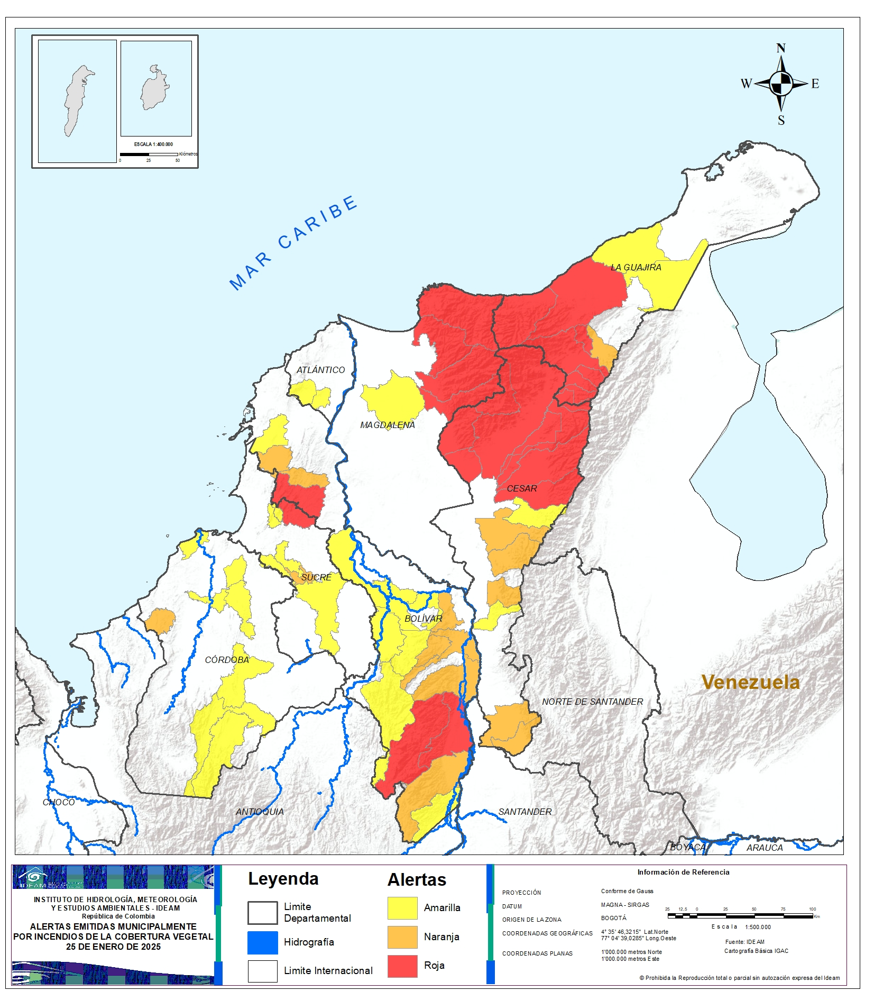 N
W
E
S
ESCALA 1:400.000
Kilómetros
0 25 50
MAR CARIBE
LA GUAJIRA
ATLÁNTICO
MAGDALENA
CESAR
SUCRE
BOLÍVAR
CÓRDOBA
Venezuela
NORTE DE SANTANDER
CHOCÓ
ANTIOQUIA
SANTANDER
BOYACÁ
ARAUCA
IDEAM
INSTITUTO DE HIDROLOGÍA, METEOROLOGÍA
Y ESTUDIOS AMBIENTALES - IDEAM
República de Colombia
ALERTAS EMITIDAS MUNICIPALMENTE
POR INCENDIOS DE LA COBERTURA VEGETAL
25 DE ENERO DE 2025
Leyenda
Limite
Departamental
Hidrografía
Limite Internacional
Alertas
Amarilla
Naranja
Roja
Información de Referencia
PROYECCIÓN Conforme de Gauss
DATUM MAGNA - SIRGAS
ORIGEN DE LA ZONA BOGOTÁ
COORDENADAS GEOGRÁFICAS 4° 35' 46,3215" Lat.Norte
77° 04' 39,0285" Long.Oeste
COORDENADAS PLANAS 1'000.000 metros Norte
1'000.000 metros Este
25 12,5 0 25 50 75 100
Km
Escala 1:500.000
Fuente: IDEAM
Cartografía Básica IGAC
© Prohibida la Reproducción total o parcial sin autozación expresa del Ideam